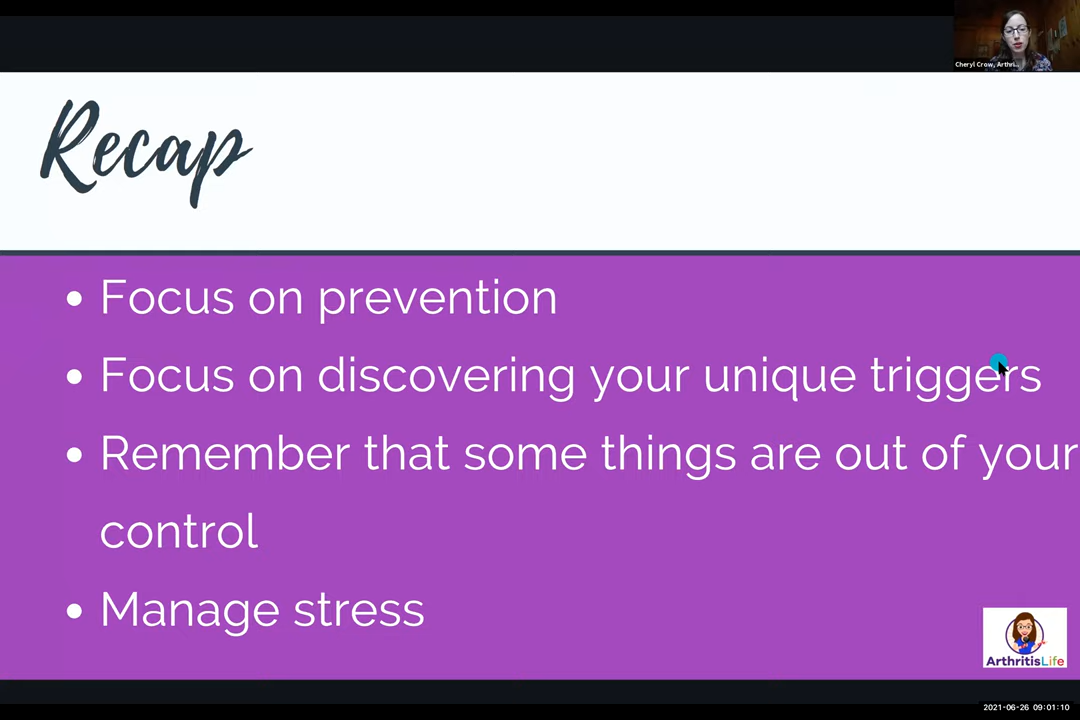 Cheryl Crow, Arthri...
Recap
• Focus on prevention
• Focus on discovering your unique triggers
• Remember that some things are out of your
control
• Manage stress
ArthritisLife
2021-06-26 09:01:10